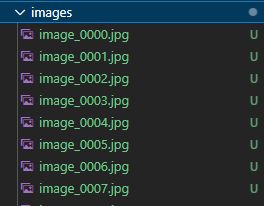 images
image_0000.jpg U
image_0001.jpg U
image_0002.jpg U
image_0003.jpg U
image_0004.jpg U
image_0005.jpg U
image_0006.jpg U
image_0007.jpg U